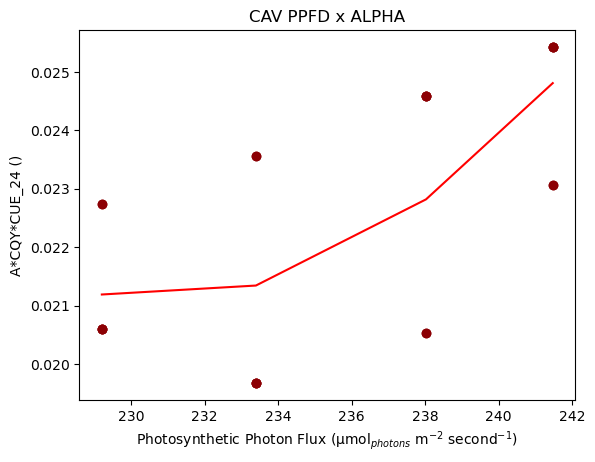 CAV PPFD x ALPHA
0.025
0.024
0.023
0.022
0.021
0.020
A*CQY*CUE_24 ()
230 232 234 236 238 240 242
Photosynthetic Photon Flux (μmol$_{photons}$ m$^{-2}$ second$^{-1}$)